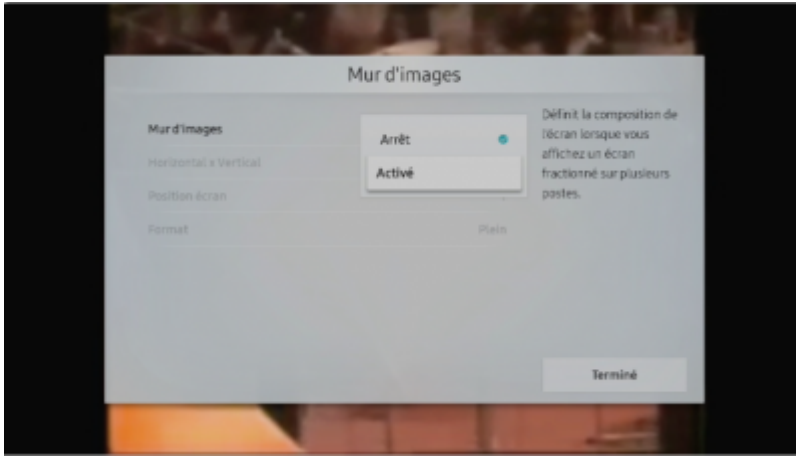 Mur d'images
Mur d'images
Arrêt
Activé
Horizontal x Vertical
Position écran
Format
Plein
Définit la composition de
l'écran lorsque vous
affichez un écran
fractionné sur plusieurs
postes.
Terminé